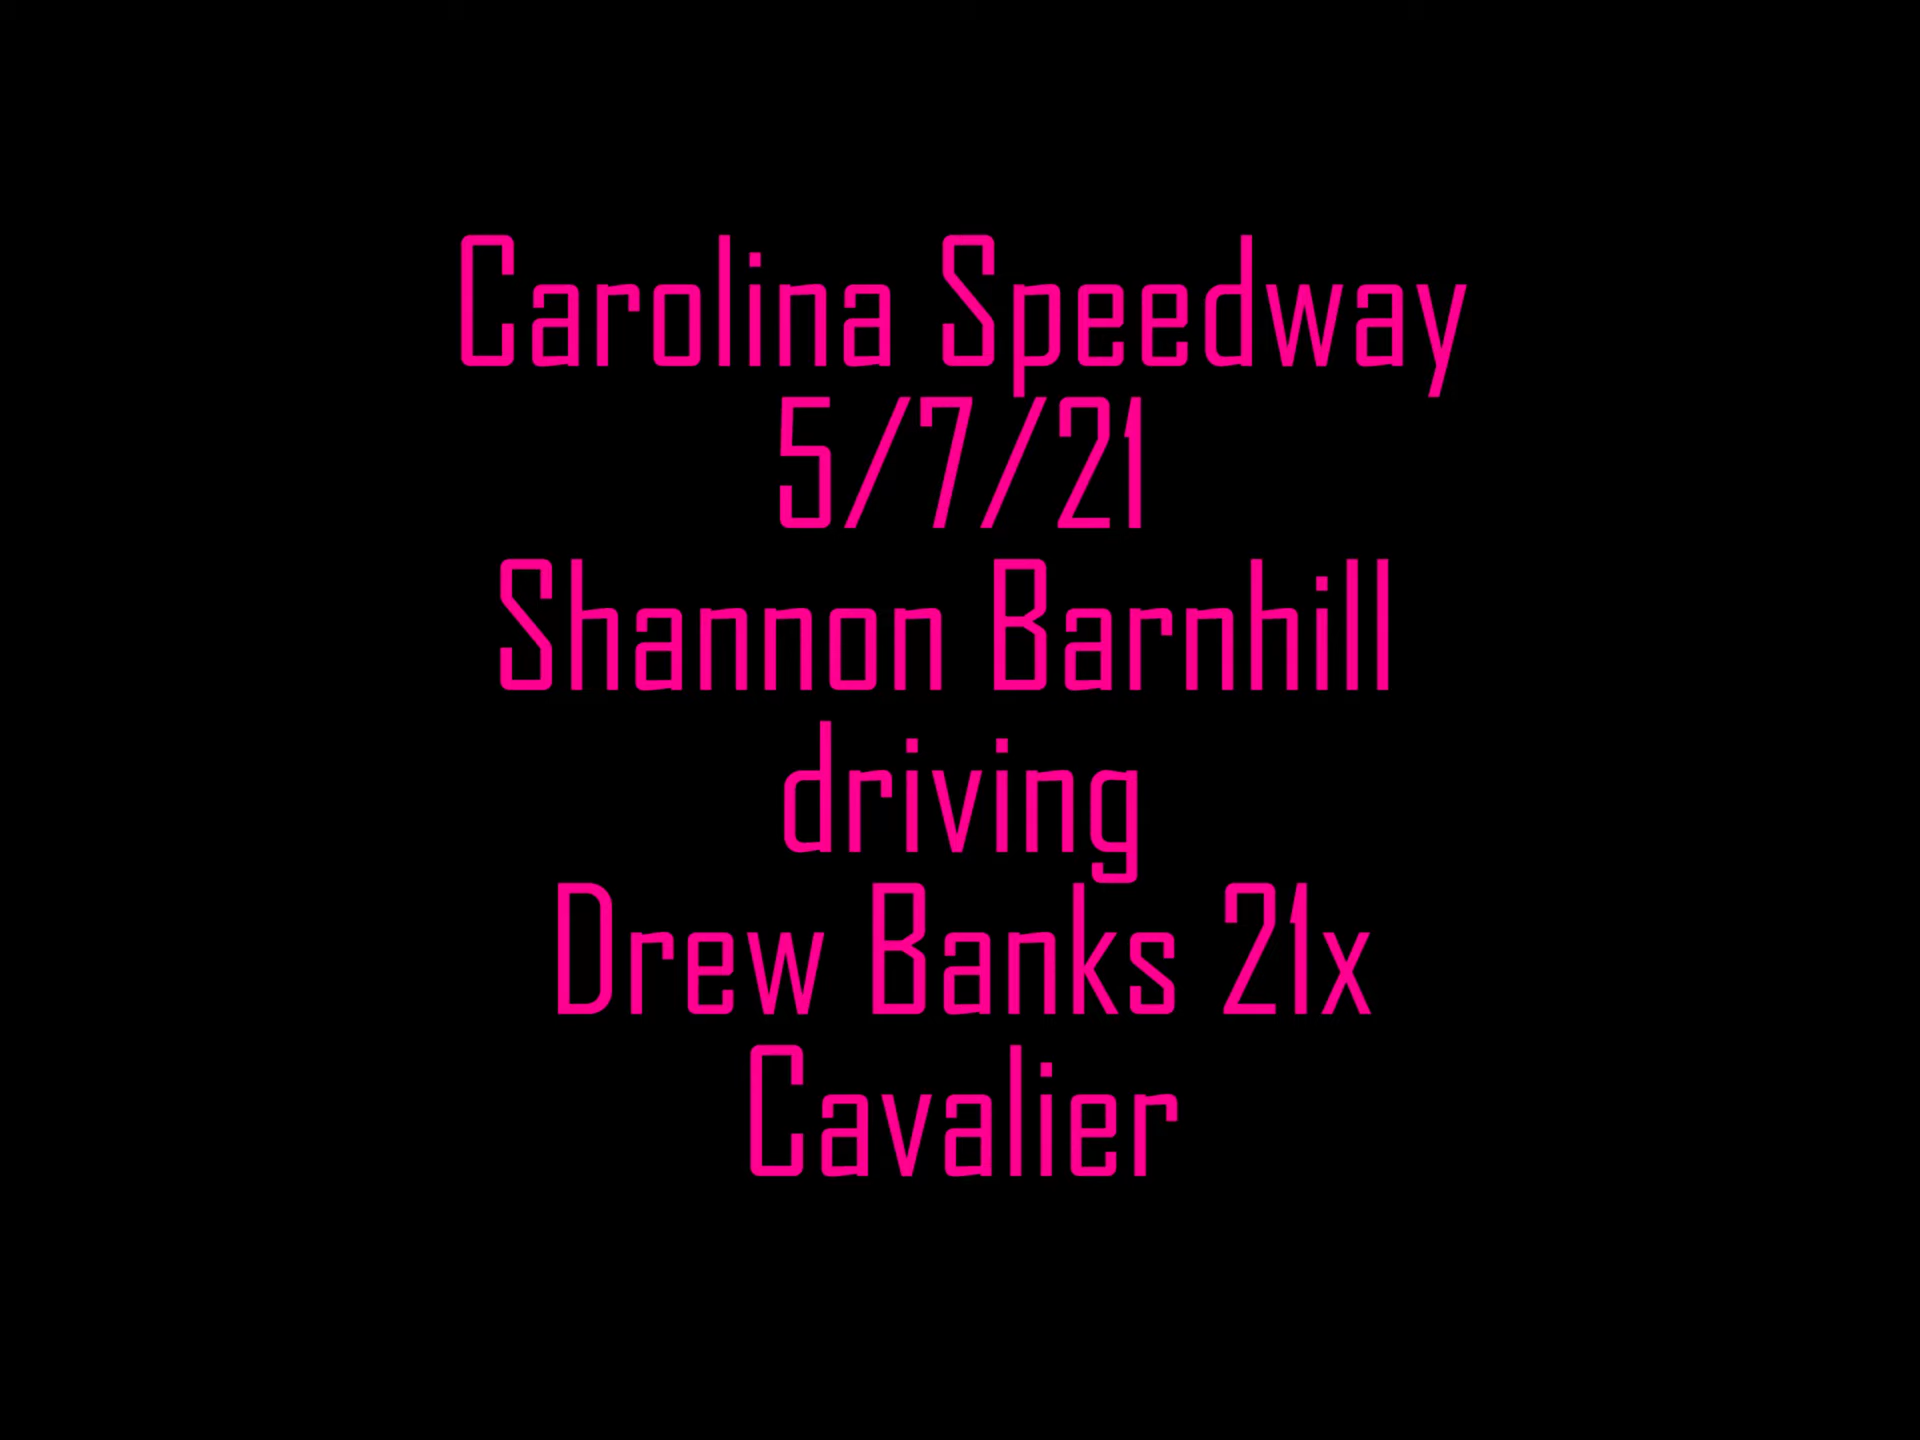 Carolina Speedway
5/7/21
Shannon Barnhill
driving
Drew Banks 21x
Cavalier